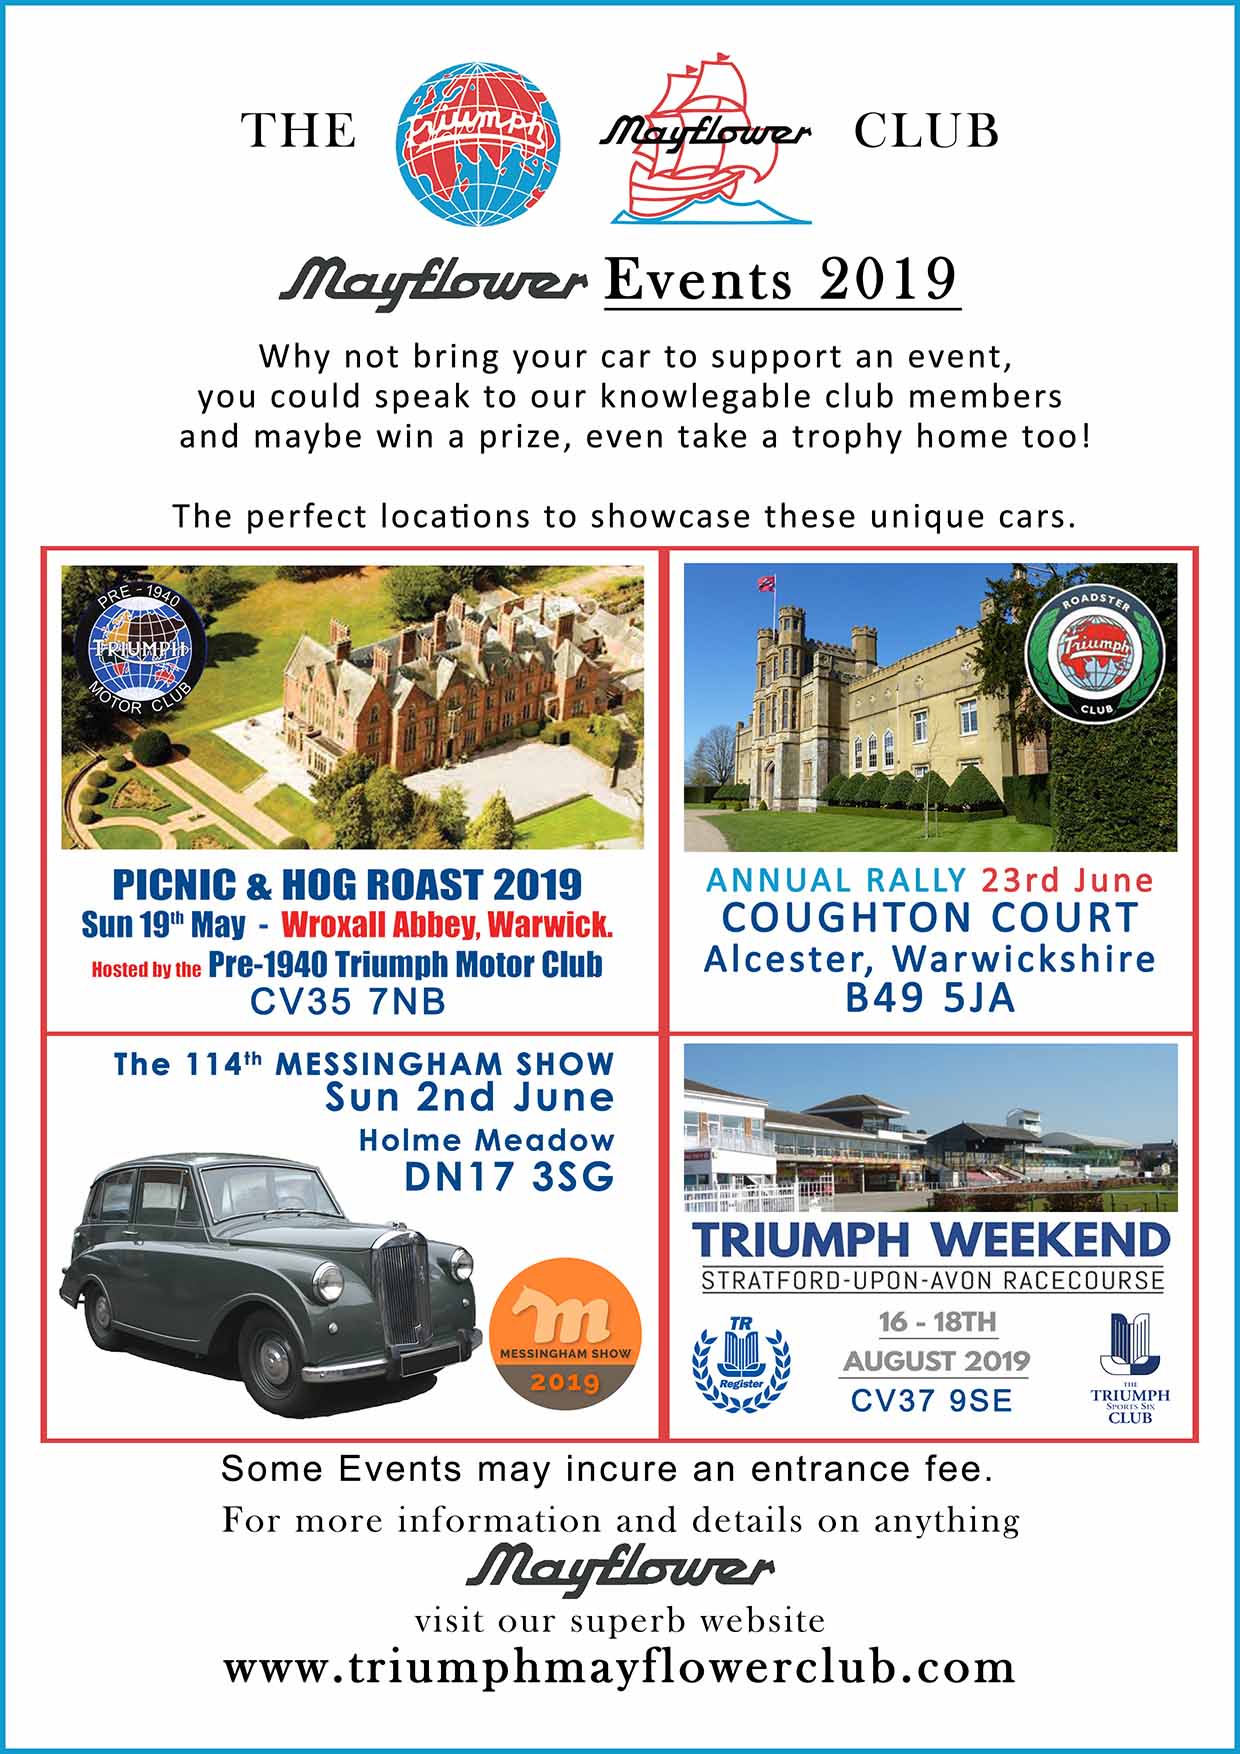 THE Triumph Mayflower CLUB
Mayflower Events 2019
Why not bring your car to support an event,
you could speak to our knowlegable club members
and maybe win a prize, even take a trophy home too!
The perfect locations to showcase these unique cars.
PRE - 1940
TRIUMPH
MOTOR CLUB
PICNIC & HOG ROAST 2019
Sun 19th May - Wroxall Abbey, Warwick.
Hosted by the Pre-1940 Triumph Motor Club
CV35 7NB
ROADSTER
Triumph
CLUB
ANNUAL RALLY 23rd June
COUGHTON COURT
Alcester, Warwickshire
B49 5JA
The 114th MESSINGHAM SHOW
Sun 2nd June
Holme Meadow
DN17 3SG
m
MESSINGHAM SHOW
2019
TRIUMPH WEEKEND
STRATFORD-UPON-AVON RACECOURSE
TR
Register
16 - 18TH
AUGUST 2019
CV37 9SE
THE
TRIUMPH
SPORTS SIX
CLUB
Some Events may incure an entrance fee.
For more information and details on anything
Mayflower
visit our superb website
www.triumphmayflowerclub.com